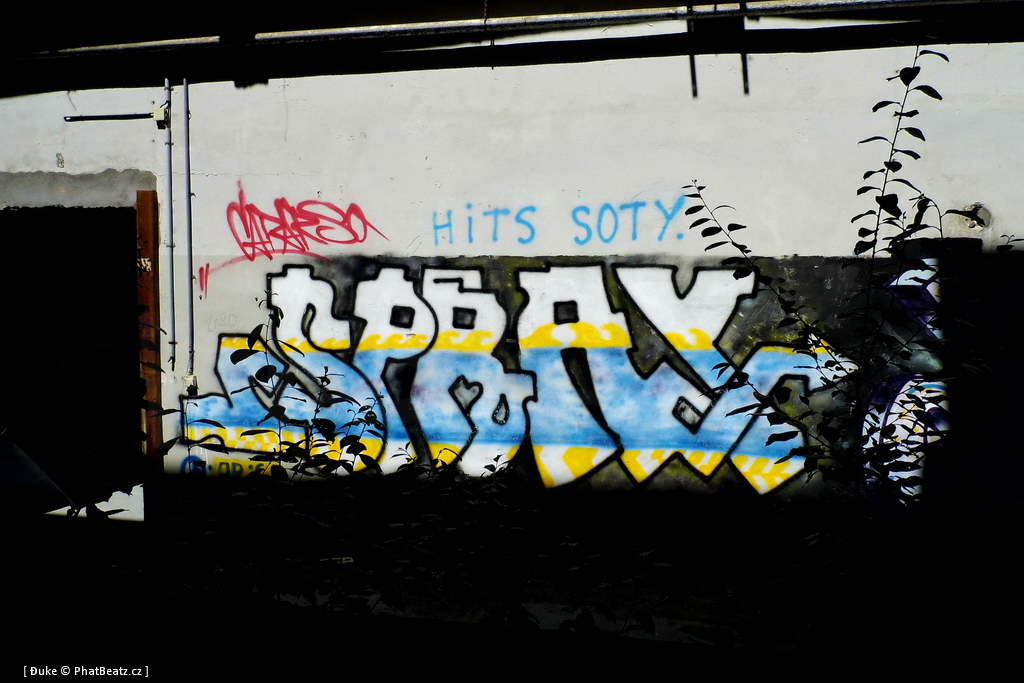 HiTS SOTY.
SPRAY
[ Đuke © PhatBeatz.cz ]